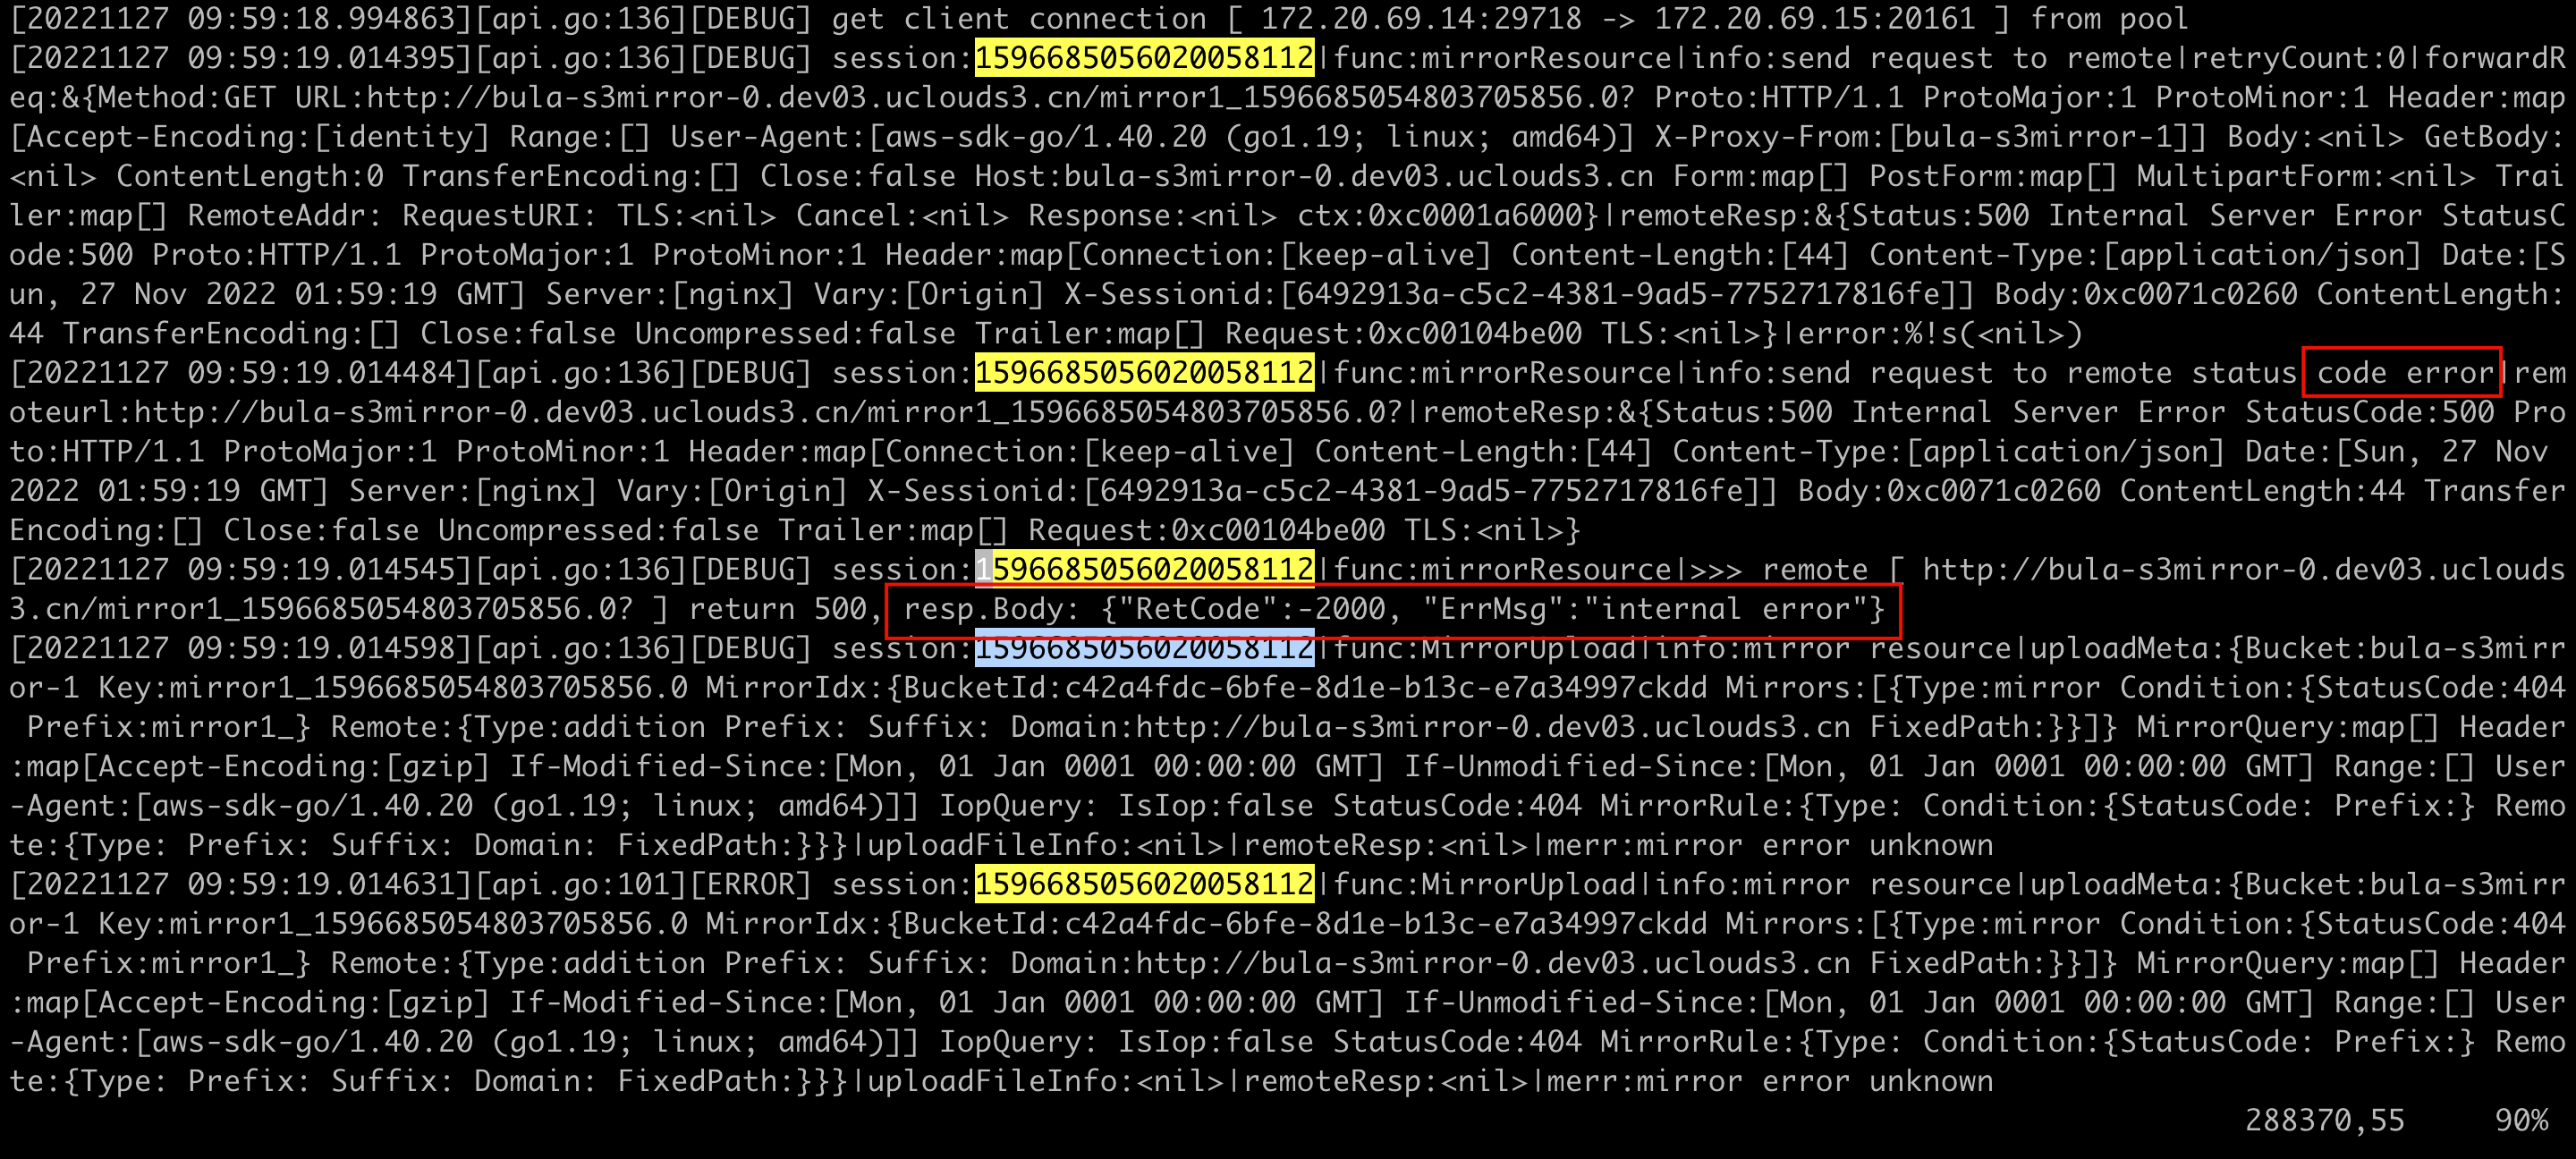 [20221127 09:59:18.994863][api.go:136][DEBUG] get client connection [ 172.20.69.14:29718 -> 172.20.69.15:20161 ] from pool
[20221127 09:59:19.014395][api.go:136][DEBUG] session:1596685056020058112|func:mirrorResource|info:send request to remote|retryCount:0|forwardR
eq:&{Method:GET URL:http://bula-s3mirror-0.dev03.uclouds3.cn/mirror1_1596685054803705856.0? Proto:HTTP/1.1 ProtoMajor:1 ProtoMinor:1 Header:map
[Accept-Encoding:[identity] Range:[] User-Agent:[aws-sdk-go/1.40.20 (go1.19; linux; amd64)] X-Proxy-From:[bula-s3mirror-1]] Body:<nil> GetBody:
<nil> ContentLength:0 TransferEncoding:[] Close:false Host:bula-s3mirror-0.dev03.uclouds3.cn Form:map[] PostForm:map[] MultipartForm:<nil> Trai
ler:map[] RemoteAddr: RequestURI: TLS:<nil> Cancel:<nil> Response:<nil> ctx:0xc0001a6000}|remoteResp:&{Status:500 Internal Server Error StatusC
ode:500 Proto:HTTP/1.1 ProtoMajor:1 ProtoMinor:1 Header:map[Connection:[keep-alive] Content-Length:[44] Content-Type:[application/json] Date:[S
un, 27 Nov 2022 01:59:19 GMT] Server:[nginx] Vary:[Origin] X-Sessionid:[6492913a-c5c2-4381-9ad5-7752717816fe]] Body:0xc0071c0260 ContentLength:
44 TransferEncoding:[] Close:false Uncompressed:false Trailer:map[] Request:0xc00104be00 TLS:<nil>}|error:%!s(<nil>)
[20221127 09:59:19.014484][api.go:136][DEBUG] session:1596685056020058112|func:mirrorResource|info:send request to remote status code error|rem
oteurl:http://bula-s3mirror-0.dev03.uclouds3.cn/mirror1_1596685054803705856.0?|remoteResp:&{Status:500 Internal Server Error StatusCode:500 Pro
to:HTTP/1.1 ProtoMajor:1 ProtoMinor:1 Header:map[Connection:[keep-alive] Content-Length:[44] Content-Type:[application/json] Date:[Sun, 27 Nov
2022 01:59:19 GMT] Server:[nginx] Vary:[Origin] X-Sessionid:[6492913a-c5c2-4381-9ad5-7752717816fe]] Body:0xc0071c0260 ContentLength:44 Transfer
Encoding:[] Close:false Uncompressed:false Trailer:map[] Request:0xc00104be00 TLS:<nil>}
[20221127 09:59:19.014545][api.go:136][DEBUG] session:1596685056020058112|func:mirrorResource|>>> remote [ http://bula-s3mirror-0.dev03.uclouds
3.cn/mirror1_1596685054803705856.0? ] return 500, resp.Body: {"RetCode":-2000, "ErrMsg":"internal error"}
[20221127 09:59:19.014598][api.go:136][DEBUG] session:1596685056020058112|func:MirrorUpload|info:mirror resource|uploadMeta:{Bucket:bula-s3mirr
or-1 Key:mirror1_1596685054803705856.0 MirrorIdx:{BucketId:c42a4fdc-6bfe-8d1e-b13c-e7a34997ckdd Mirrors:[{Type:mirror Condition:{StatusCode:404
Prefix:mirror1_} Remote:{Type:addition Prefix: Suffix: Domain:http://bula-s3mirror-0.dev03.uclouds3.cn FixedPath:}}]} MirrorQuery:map[] Header
:map[Accept-Encoding:[gzip] If-Modified-Since:[Mon, 01 Jan 0001 00:00:00 GMT] If-Unmodified-Since:[Mon, 01 Jan 0001 00:00:00 GMT] Range:[] User
-Agent:[aws-sdk-go/1.40.20 (go1.19; linux; amd64)]] IopQuery: IsIop:false StatusCode:404 MirrorRule:{Type: Condition:{StatusCode: Prefix:} Remo
te:{Type: Prefix: Suffix: Domain: FixedPath:}}}|uploadFileInfo:<nil>|remoteResp:<nil>|merr:mirror error unknown
[20221127 09:59:19.014631][api.go:101][ERROR] session:1596685056020058112|func:MirrorUpload|info:mirror resource|uploadMeta:{Bucket:bula-s3mirr
or-1 Key:mirror1_1596685054803705856.0 MirrorIdx:{BucketId:c42a4fdc-6bfe-8d1e-b13c-e7a34997ckdd Mirrors:[{Type:mirror Condition:{StatusCode:404
Prefix:mirror1_} Remote:{Type:addition Prefix: Suffix: Domain:http://bula-s3mirror-0.dev03.uclouds3.cn FixedPath:}}]} MirrorQuery:map[] Header
:map[Accept-Encoding:[gzip] If-Modified-Since:[Mon, 01 Jan 0001 00:00:00 GMT] If-Unmodified-Since:[Mon, 01 Jan 0001 00:00:00 GMT] Range:[] User
-Agent:[aws-sdk-go/1.40.20 (go1.19; linux; amd64)]] IopQuery: IsIop:false StatusCode:404 MirrorRule:{Type: Condition:{StatusCode: Prefix:} Remo
te:{Type: Prefix: Suffix: Domain: FixedPath:}}}|uploadFileInfo:<nil>|remoteResp:<nil>|merr:mirror error unknown
288370,55 90%